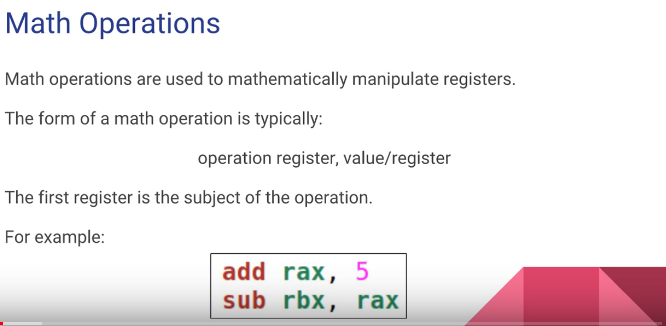 Math Operations
Math operations are used to mathematically manipulate registers.
The form of a math operation is typically:
operation register, value/register
The first register is the subject of the operation.
For example:
add rax, 5
sub rbx, rax